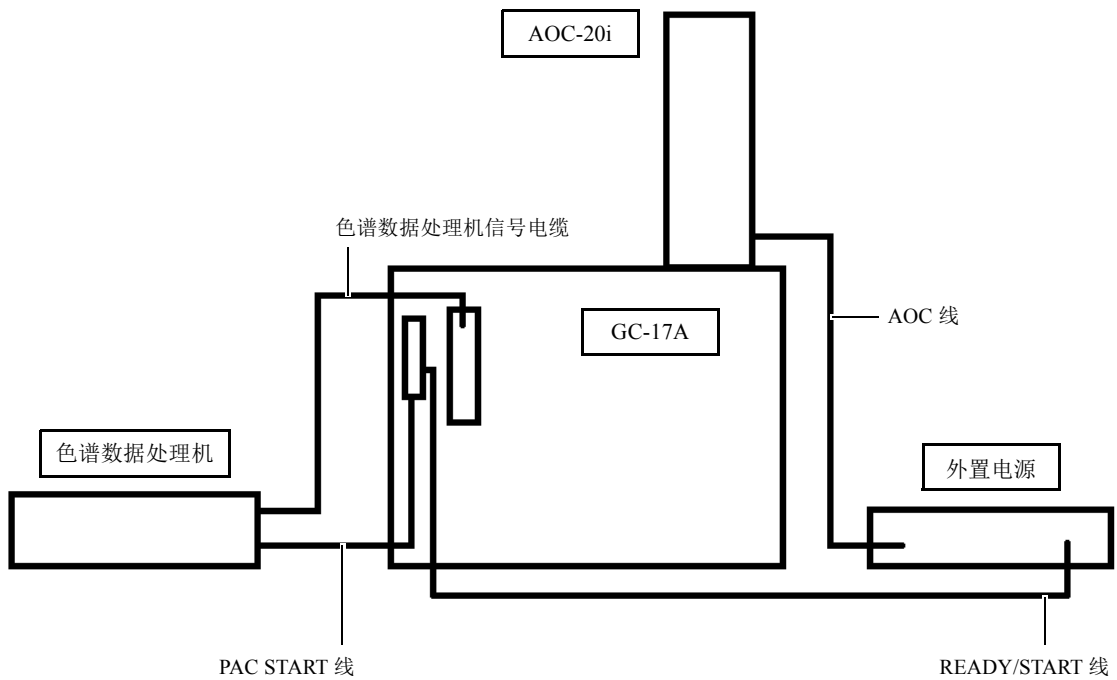 AOC-20i
色谱数据处理机信号电缆
GC-17A
AOC 线
色谱数据处理机
外置电源
PAC START 线
READY/START 线